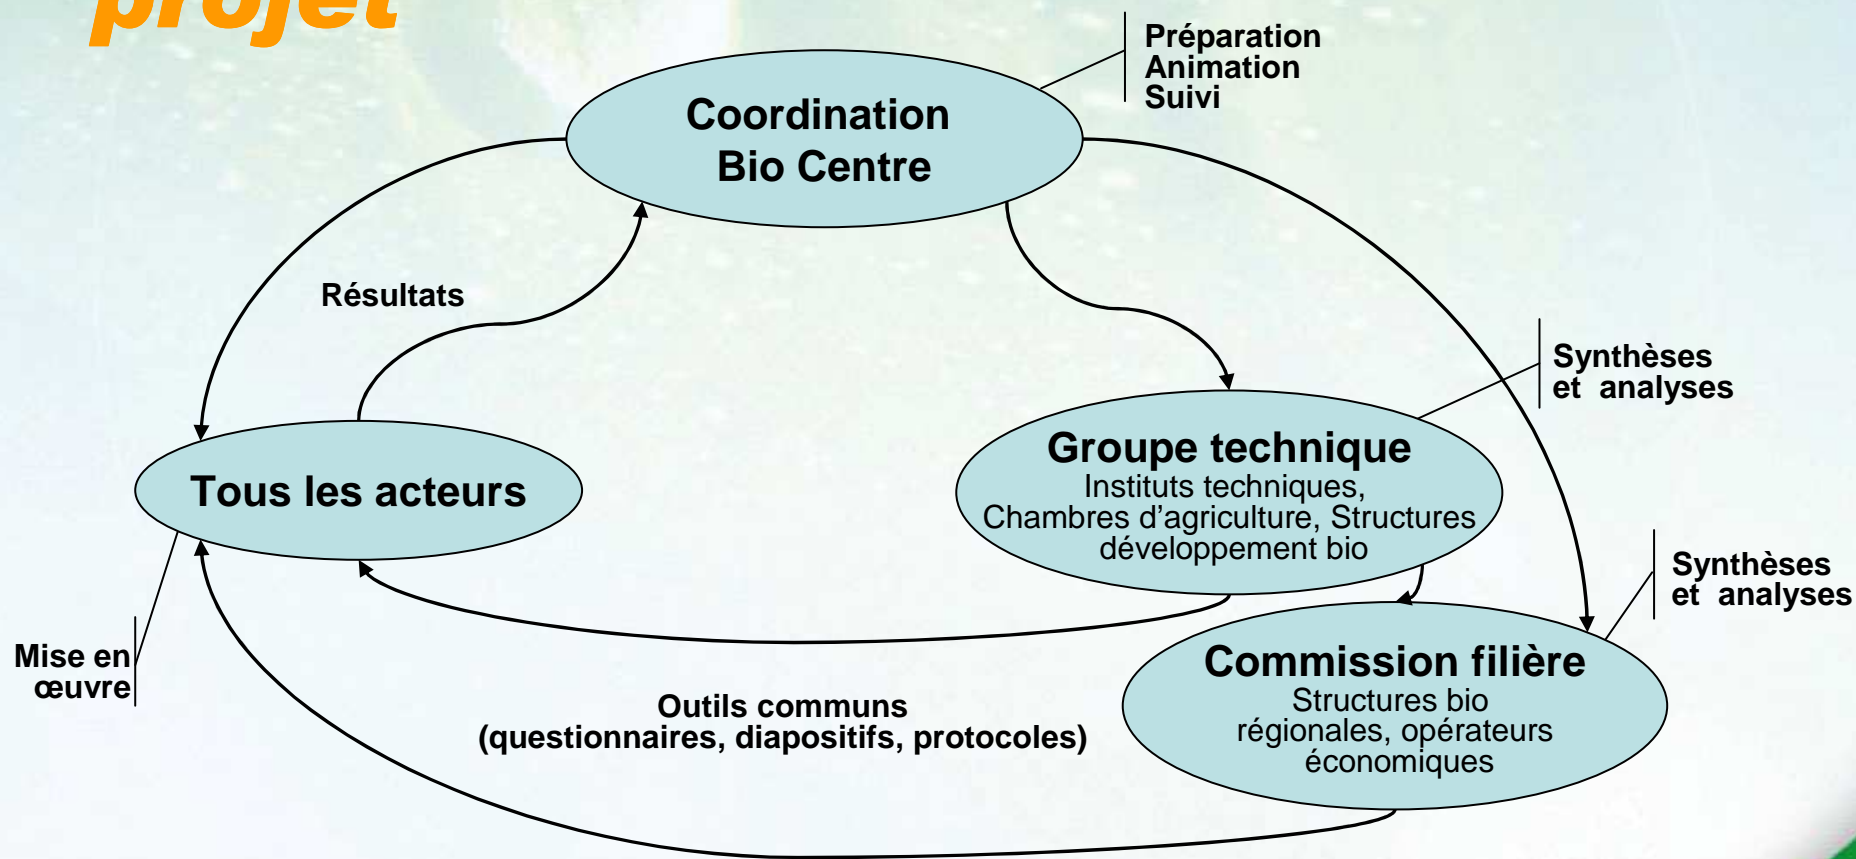 projet
Préparation
Animation
Suivi
Coordination
Bio Centre
Résultats
Synthèses
et analyses
Groupe technique
Instituts techniques,
Chambres d’agriculture, Structures
développement bio
Tous les acteurs
Synthèses
et analyses
Mise en
œuvre
Commission filière
Structures bio
régionales, opérateurs
économiques
Outils communs
(questionnaires, diapositifs, protocoles)